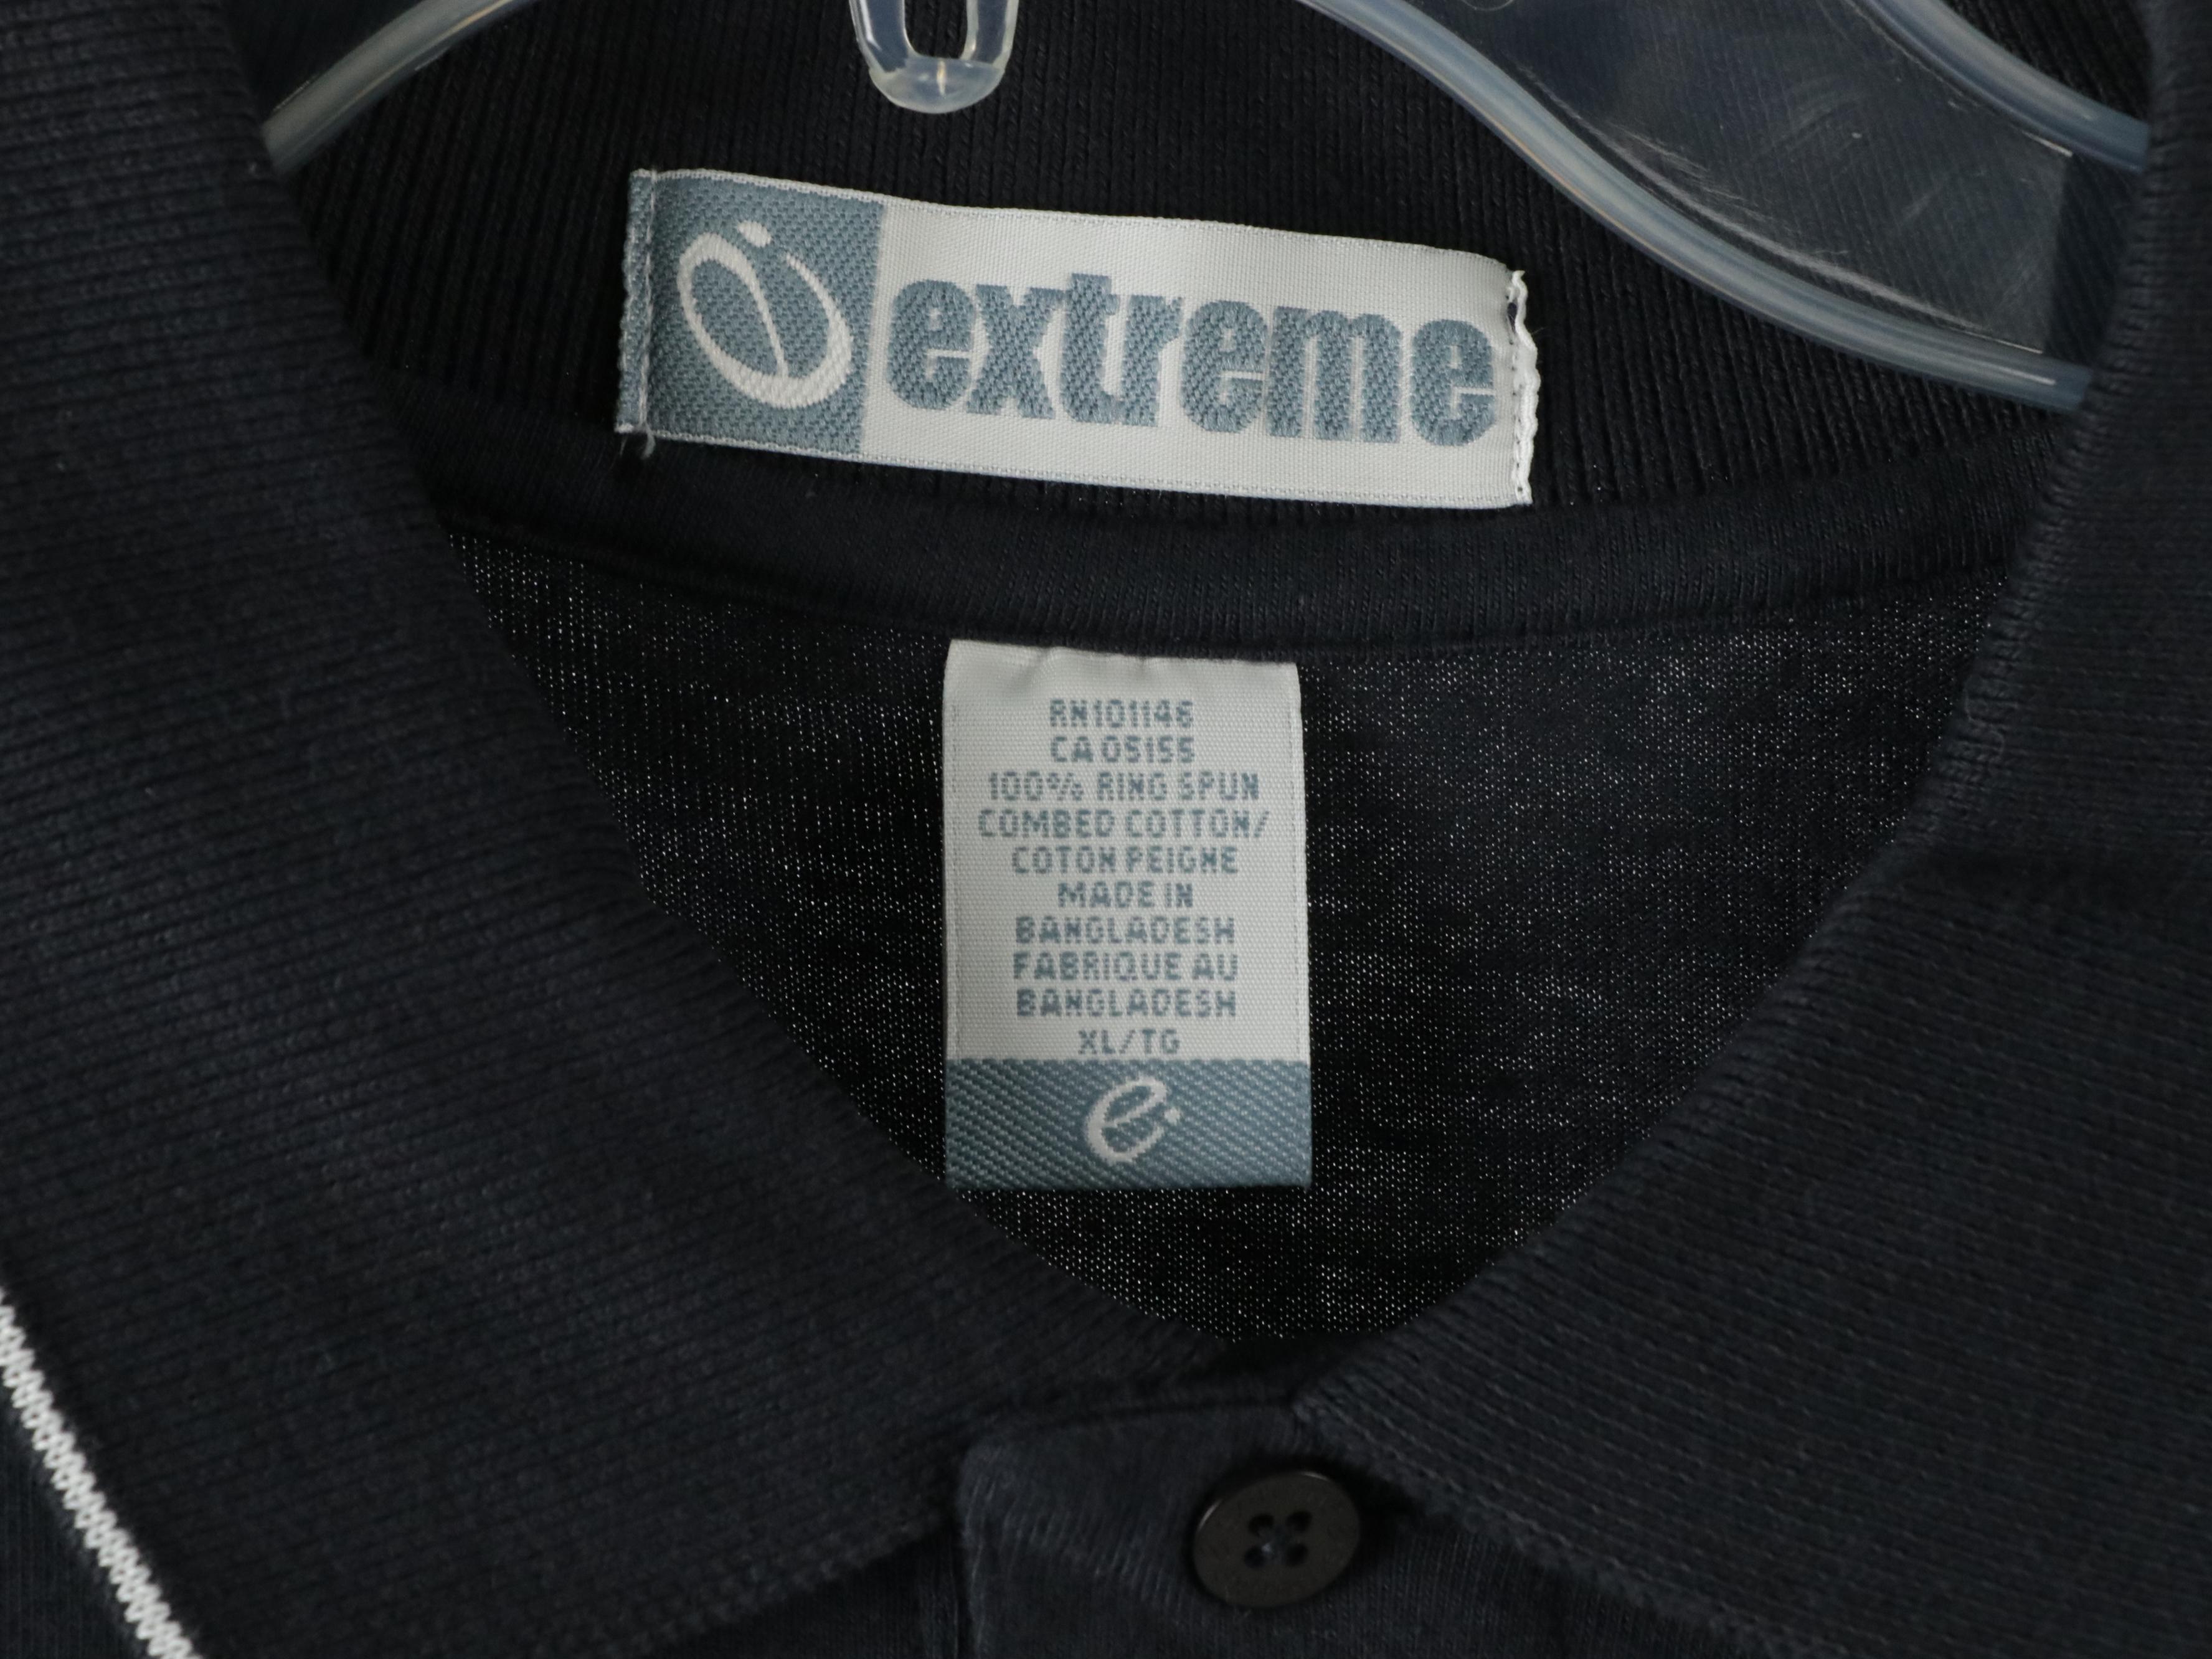 extreme
RN101146
CA 05155
100% RING SPUN
COMBED COTTON/
COTON PEIGNE
MADE IN
BANGLADESH
FABRIQUE AU
BANGLADESH
XL/TG
e